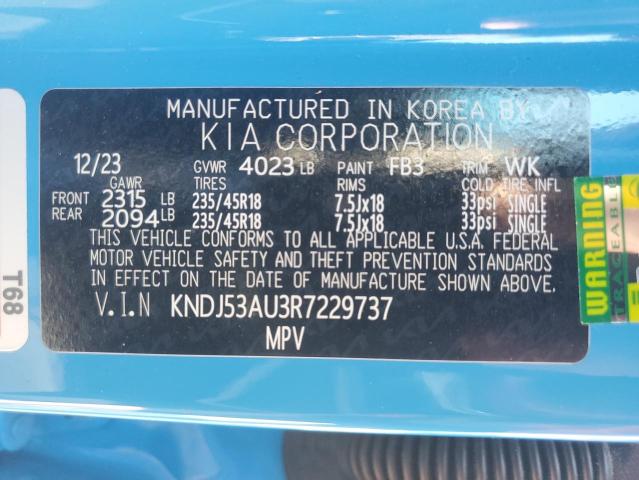 MANUFACTURED IN KOREA BY
KIA CORPORATION
12/23 GVWR 4023 LB PAINT FB3 TRIM WK
GAWR TIRES RIMS COLD TIRE INFL
FRONT 2315 LB 235/45R18 7.5Jx18 33psi SINGLE
REAR 2094 LB 235/45R18 7.5Jx18 33psi SINGLE
THIS VEHICLE CONFORMS TO ALL APPLICABLE U.S.A. FEDERAL
MOTOR VEHICLE SAFETY AND THEFT PREVENTION STANDARDS
IN EFFECT ON THE DATE OF MANUFACTURE SHOWN ABOVE.
V.I.N KNDJ53AU3R7229737
MPV
T68
WARNING
TRACEABLE